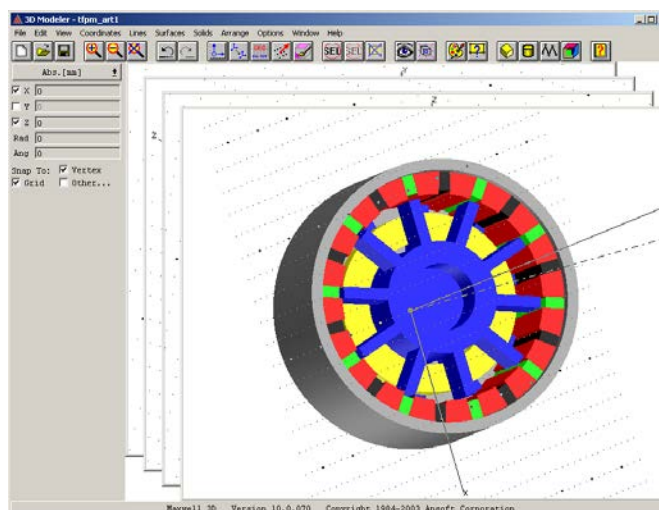 3D Modeler - tfpm_art1
File Edit View Coordinates Lines Surfaces Solids Arrange Options Window Help
SEL SEL
Abs.[mm]
X 0
Y 0
Z 0
Rad 0
Ang 0
Snap To: Vertex
Grid Other...
Y
Z
Z
X
Maxwell 3D Version 10.0.070 Copyright 1984-2003 Ansoft Corporation